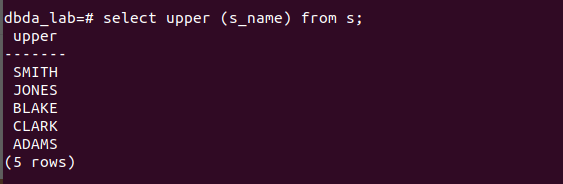 dbda_lab=# select upper (s_name) from s;
upper
-------
SMITH
JONES
BLAKE
CLARK
ADAMS
(5 rows)